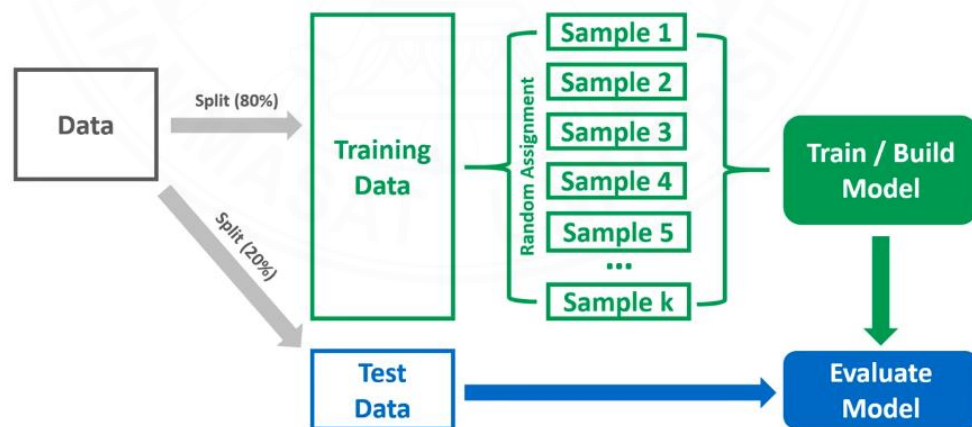 Data
Split (80%)
Split (20%)
Training
Data
Random Assignment
Sample 1
Sample 2
Sample 3
Sample 4
Sample 5
...
Sample k
Train / Build
Model
Test
Data
Evaluate
Model